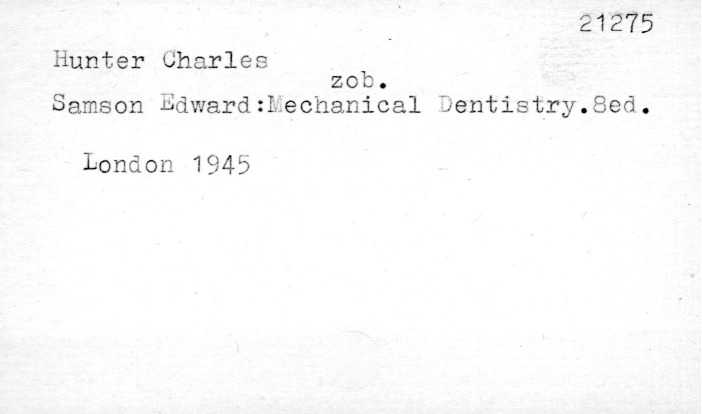 21275
Hunter Charles
zob.
Samson Edward:Mechanical Dentistry.8ed.
London 1945